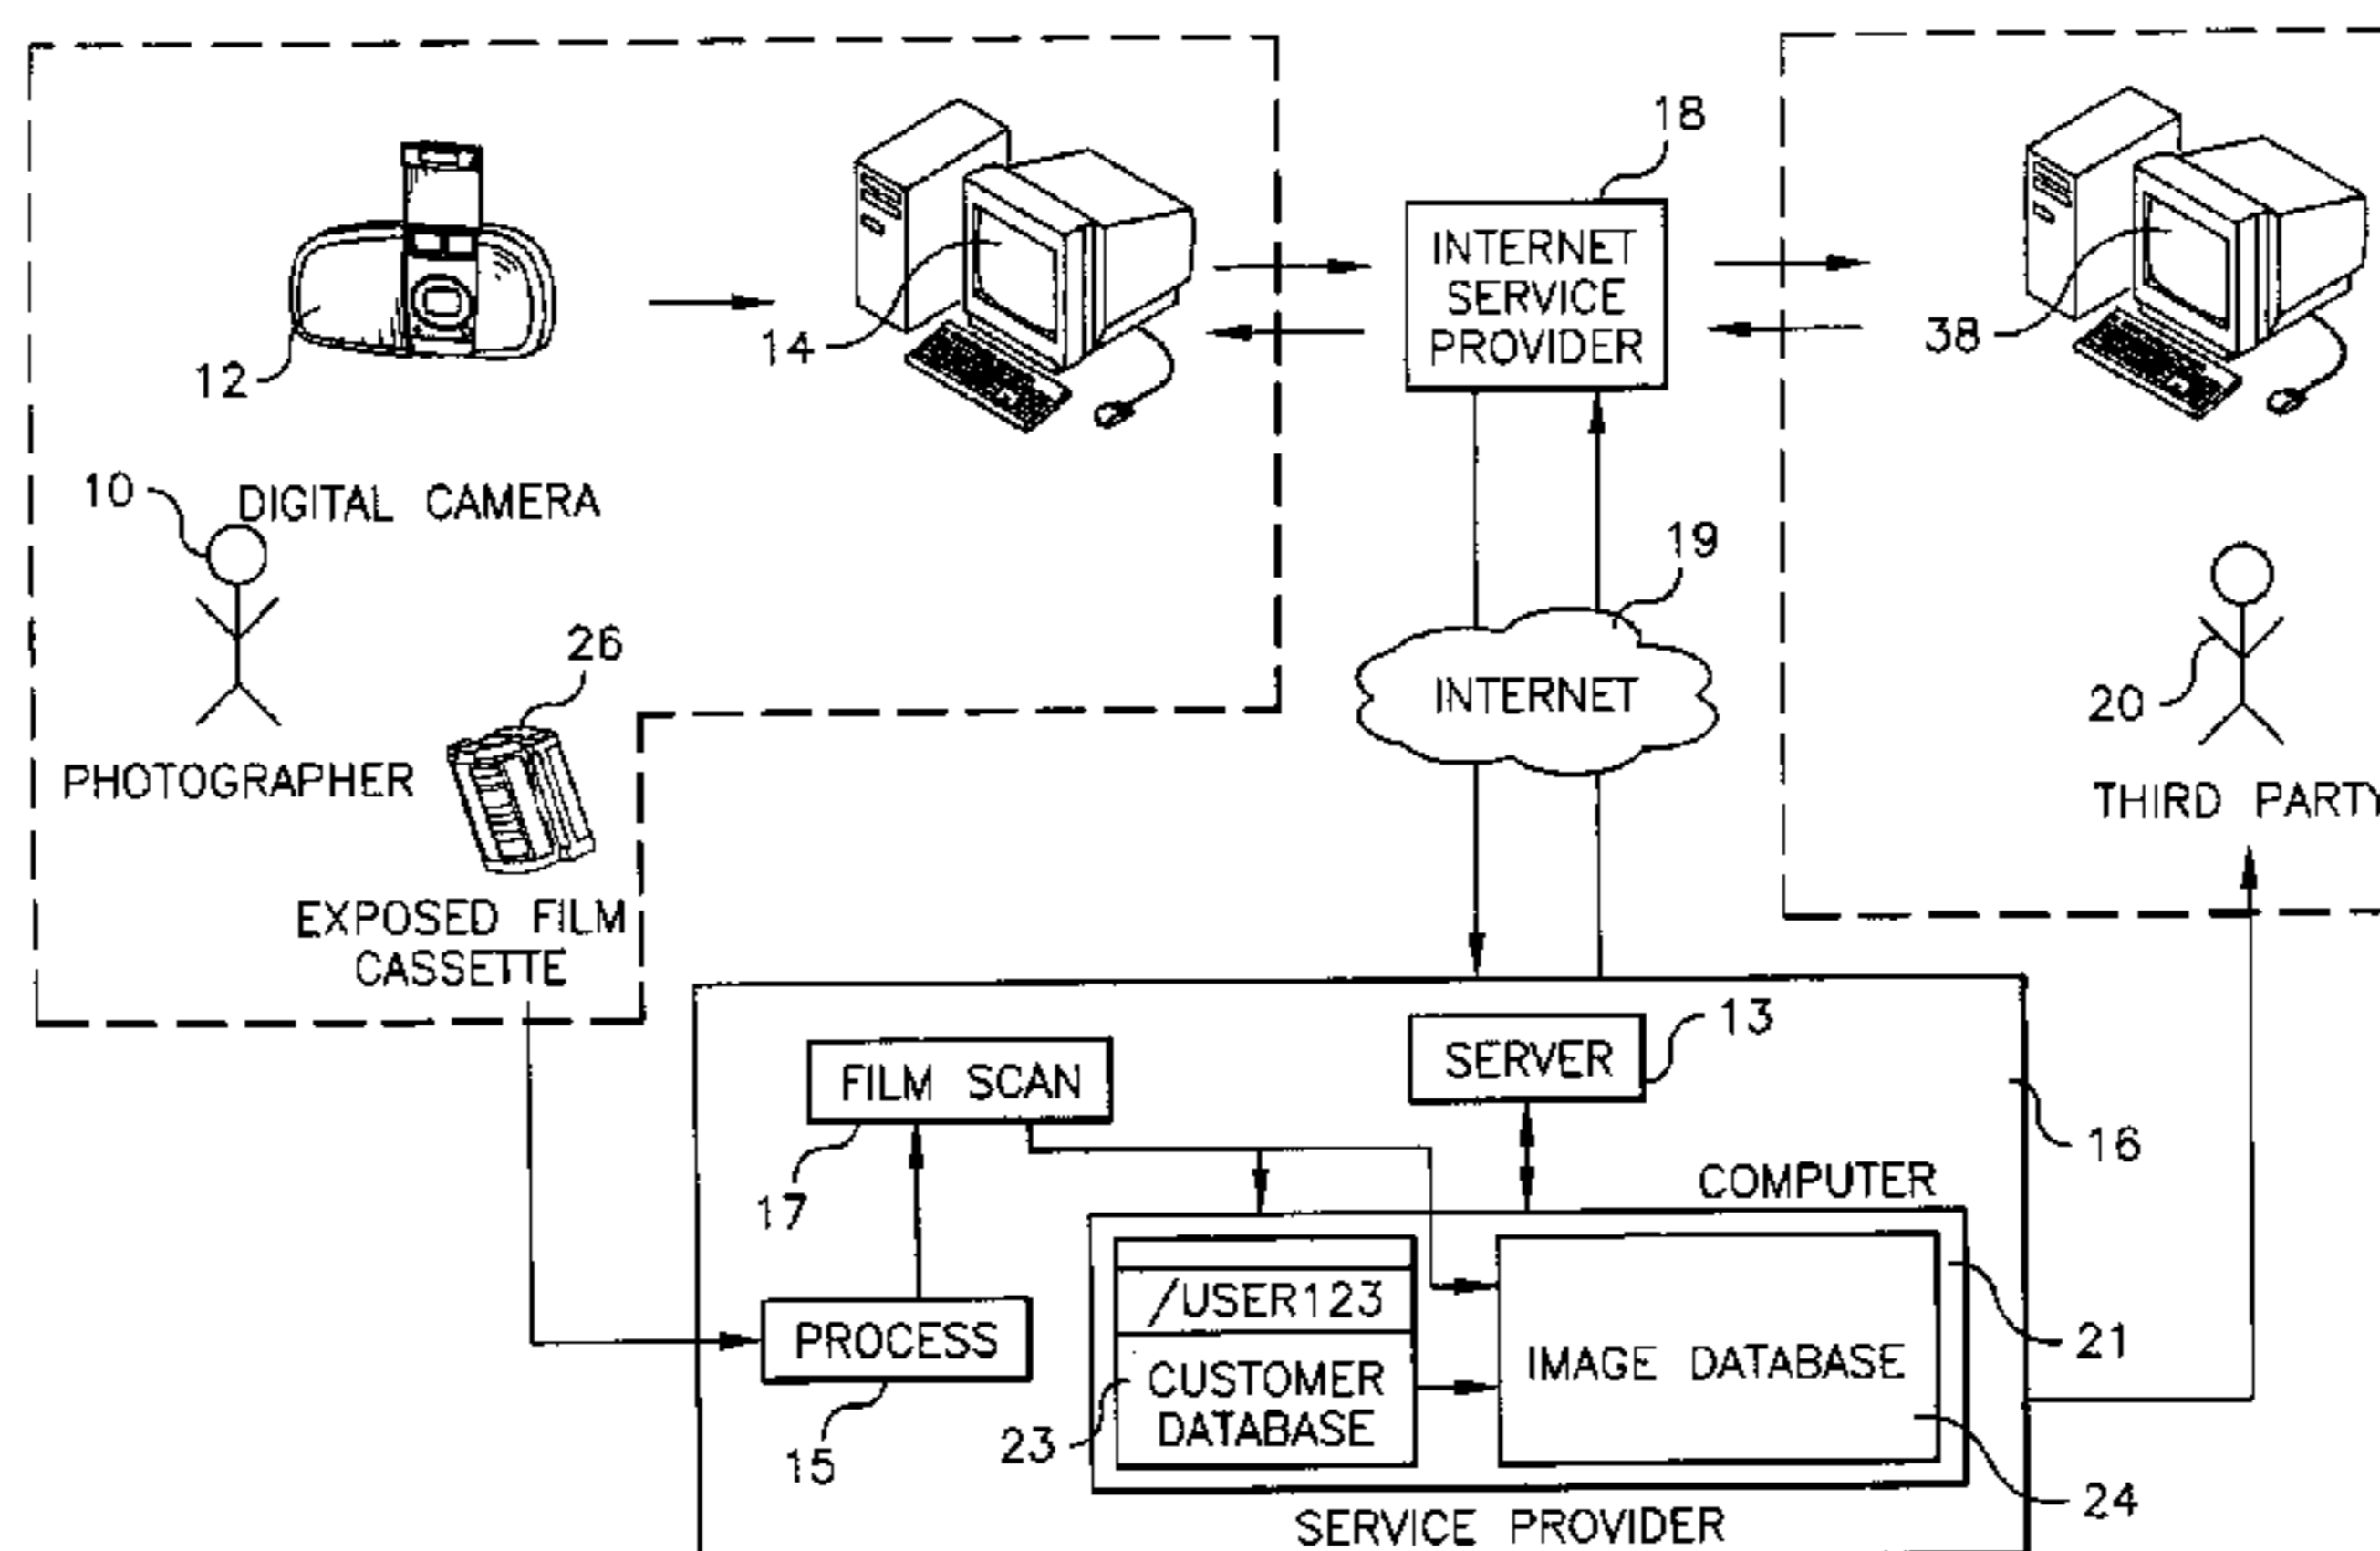 18
INTERNET
SERVICE
PROVIDER
14
38
12
10
DIGITAL CAMERA
19
26
INTERNET
20
PHOTOGRAPHER
THIRD PARTY
EXPOSED FILM
CASSETTE
13
SERVER
FILM SCAN
16
COMPUTER
17
/USER123
PROCESS
21
IMAGE DATABASE
CUSTOMER
DATABASE
23
15
24
SERVICE PROVIDER